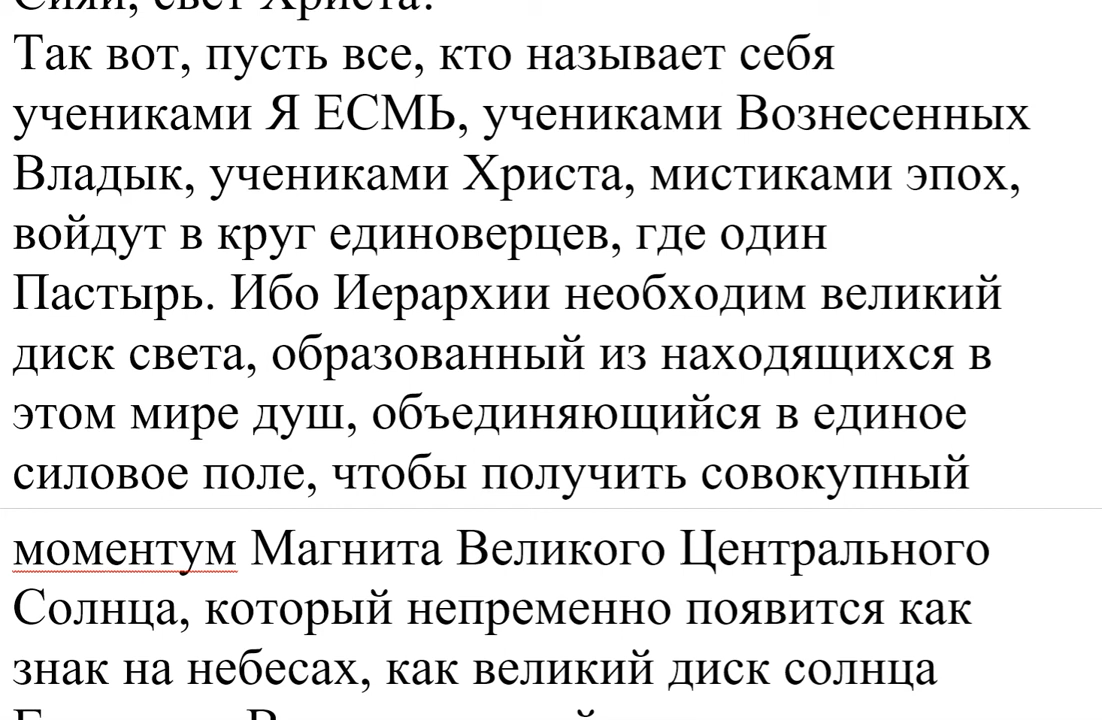 Сияй, свет Христа!
Так вот, пусть все, кто называет себя
учениками Я ЕСМЬ, учениками Вознесенных
Владык, учениками Христа, мистиками эпох,
войдут в круг единоверцев, где один
Пастырь. Ибо Иерархии необходим великий
диск света, образованный из находящихся в
этом мире душ, объединяющийся в единое
силовое поле, чтобы получить совокупный
моментум Магнита Великого Центрального
Солнца, который непременно появится как
знак на небесах, как великий диск солнца